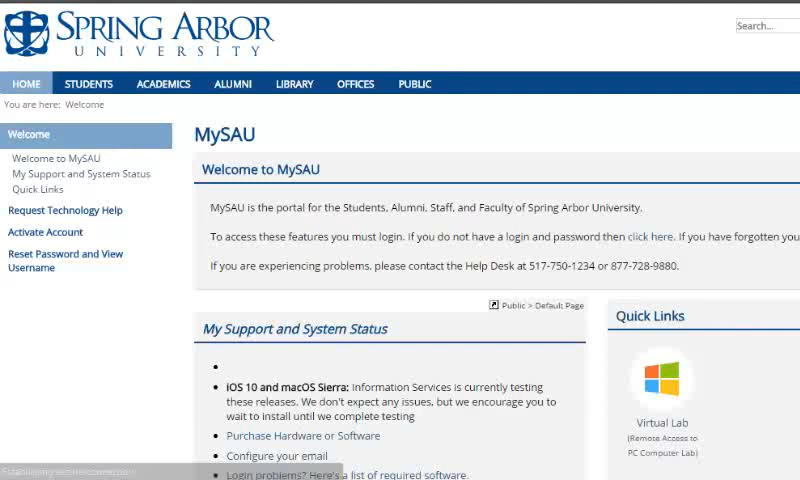 SPRING ARBOR
UNIVERSITY
Search...
HOME STUDENTS ACADEMICS ALUMNI LIBRARY OFFICES PUBLIC
You are here: Welcome
Welcome
Welcome to MySAU
My Support and System Status
Quick Links
Request Technology Help
Activate Account
Reset Password and View
Username
MySAU
Welcome to MySAU
MySAU is the portal for the Students, Alumni, Staff, and Faculty of Spring Arbor University.
To access these features you must login. If you do not have a login and password then click here. If you have forgotten you
If you are experiencing problems, please contact the Help Desk at 517-750-1234 or 877-728-9880.
Public > Default Page
My Support and System Status
iOS 10 and macOS Sierra: Information Services is currently testing
these releases. We don't expect any issues, but we encourage you to
wait to install until we complete testing
Purchase Hardware or Software
Configure your email
Login problems? Here's a list of required software.
Quick Links
Virtual Lab
(Remote Access to
PC Computer Lab)